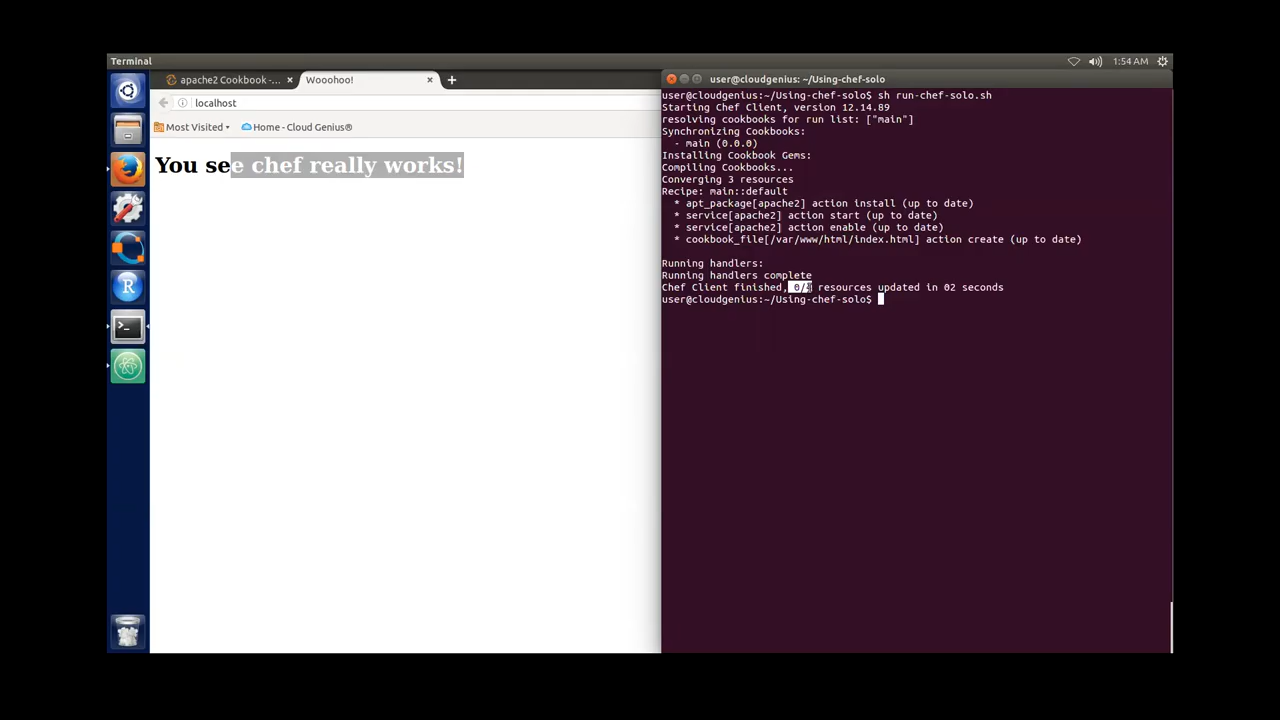 Terminal
1:54 AM
apache2 Cookbook -...
Wooohoo!
localhost
Most Visited
Home - Cloud Genius®
You see chef really works!
user@cloudgenius: ~/Using-chef-solo
user@cloudgenius:~/Using-chef-solo$ sh run-chef-solo.sh
Starting Chef Client, version 12.14.89
resolving cookbooks for run list: ["main"]
Synchronizing Cookbooks:
- main (0.0.0)
Installing Cookbook Gems:
Compiling Cookbooks...
Converging 3 resources
Recipe: main::default
* apt_package[apache2] action install (up to date)
* service[apache2] action start (up to date)
* service[apache2] action enable (up to date)
* cookbook_file[/var/www/html/index.html] action create (up to date)
Running handlers:
Running handlers complete
Chef Client finished, resources updated in 02 seconds
user@cloudgenius:~/Using-chef-solo$